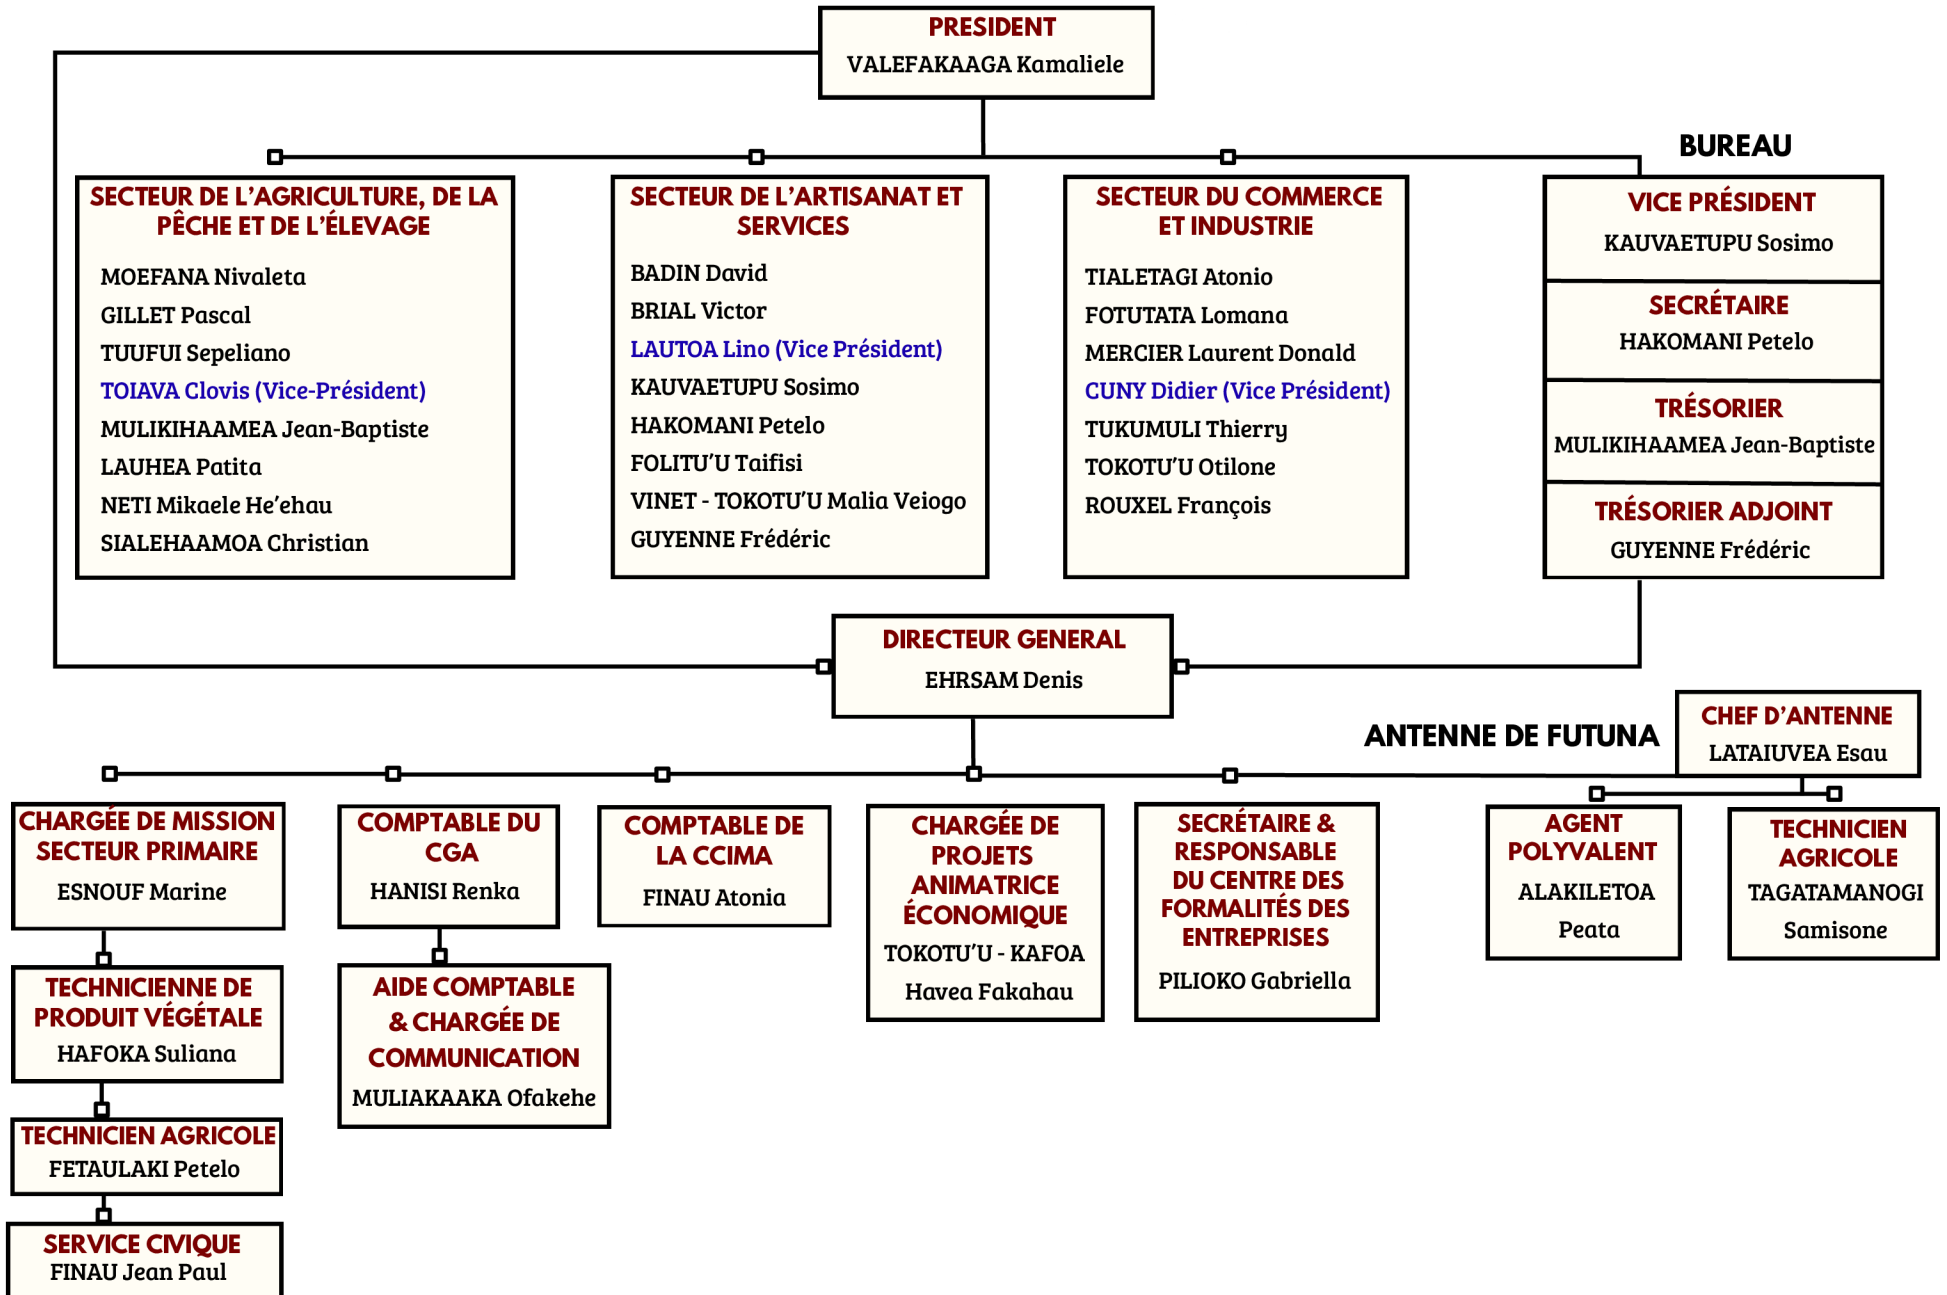 PRESIDENT
VALEFAKAAGA Kamaliele
BUREAU
SECTEUR DE L’AGRICULTURE, DE LA
PÊCHE ET DE L’ÉLEVAGE
MOEFANA Nivaleta
GILLET Pascal
TUUFUI Sepeliano
TOIAVA Clovis (Vice-Président)
MULIKIHAAMEA Jean-Baptiste
LAUHEA Patita
NETI Mikaele He’ehau
SIALEHAAMOA Christian
SECTEUR DE L’ARTISANAT ET
SERVICES
BADIN David
BRIAL Victor
LAUTOA Lino (Vice Président)
KAUVAETUPU Sosimo
HAKOMANI Petelo
FOLITU’U Taifisi
VINET - TOKOTU’U Malia Veiogo
GUYENNE Frédéric
SECTEUR DU COMMERCE
ET INDUSTRIE
TIALETAGI Atonio
FOTUTATA Lomana
MERCIER Laurent Donald
CUNY Didier (Vice Président)
TUKUMULI Thierry
TOKOTU’U Otilone
ROUXEL François
VICE PRÉSIDENT
KAUVAETUPU Sosimo
SECRÉTAIRE
HAKOMANI Petelo
TRÉSORIER
MULIKIHAAMEA Jean-Baptiste
TRÉSORIER ADJOINT
GUYENNE Frédéric
DIRECTEUR GENERAL
EHRSAM Denis
ANTENNE DE FUTUNA
CHEF D’ANTENNE
LATAIUVEA Esau
CHARGÉE DE MISSION
SECTEUR PRIMAIRE
ESNOUF Marine
TECHNICIENNE DE
PRODUIT VÉGÉTALE
HAFOKA Suliana
TECHNICIEN AGRICOLE
FETAULAKI Petelo
SERVICE CIVIQUE
FINAU Jean Paul
COMPTABLE DU
CGA
HANISI Renka
AIDE COMPTABLE
& CHARGÉE DE
COMMUNICATION
MULIAKAAKA Ofakehe
COMPTABLE DE
LA CCIMA
FINAU Atonia
CHARGÉE DE
PROJETS
ANIMATRICE
ÉCONOMIQUE
TOKOTU’U - KAFOA
Havea Fakahau
SECRÉTAIRE &
RESPONSABLE
DU CENTRE DES
FORMALITÉS DES
ENTREPRISES
PILIOKO Gabriella
AGENT
POLYVALENT
ALAKILETOA
Peata
TECHNICIEN
AGRICOLE
TAGATAMANOGI
Samisone